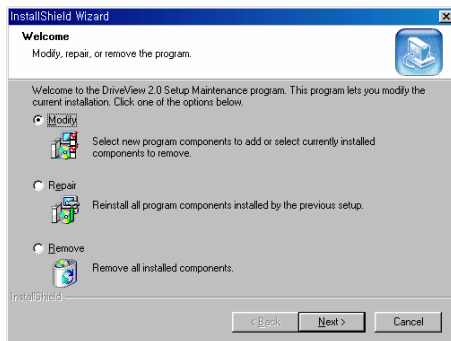 InstallShield Wizard
Welcome
Modify, repair, or remove the program.
Welcome to the DriveView 2.0 Setup Maintenance program. This program lets you modify the
current installation. Click one of the options below.
Modify
Select new program components to add or select currently installed
components to remove.
Repair
Reinstall all program components installed by the previous setup.
Remove
Remove all installed components.
InstallShield
< Back Next > Cancel